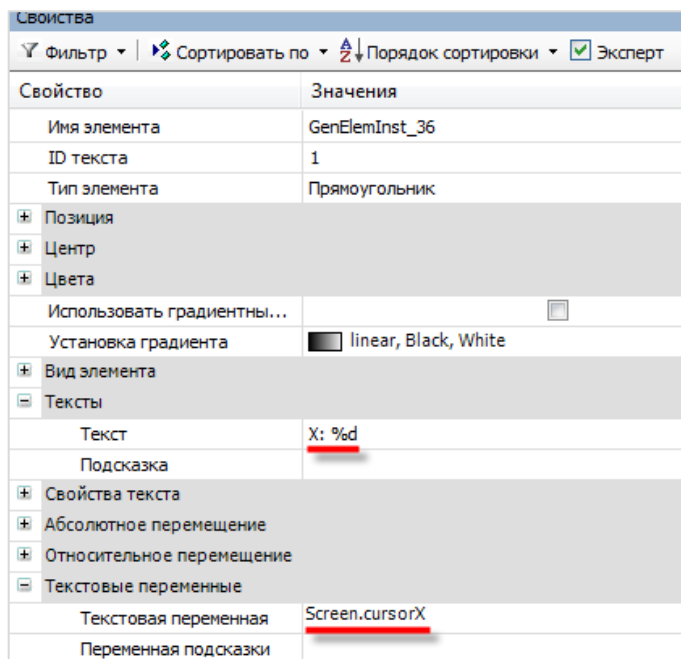 Свойства
Фильтр Сортировать по Порядок сортировки Эксперт
Свойство Значения
Имя элемента GenElemInst_36
ID текста 1
Тип элемента Прямоугольник
Позиция
Центр
Цвета
Использовать градиентны...
Установка градиента linear, Black, White
Вид элемента
Тексты
Текст X: %d
Подсказка
Свойства текста
Абсолютное перемещение
Относительное перемещение
Текстовые переменные
Текстовая переменная Screen.cursorX
Переменная подсказки